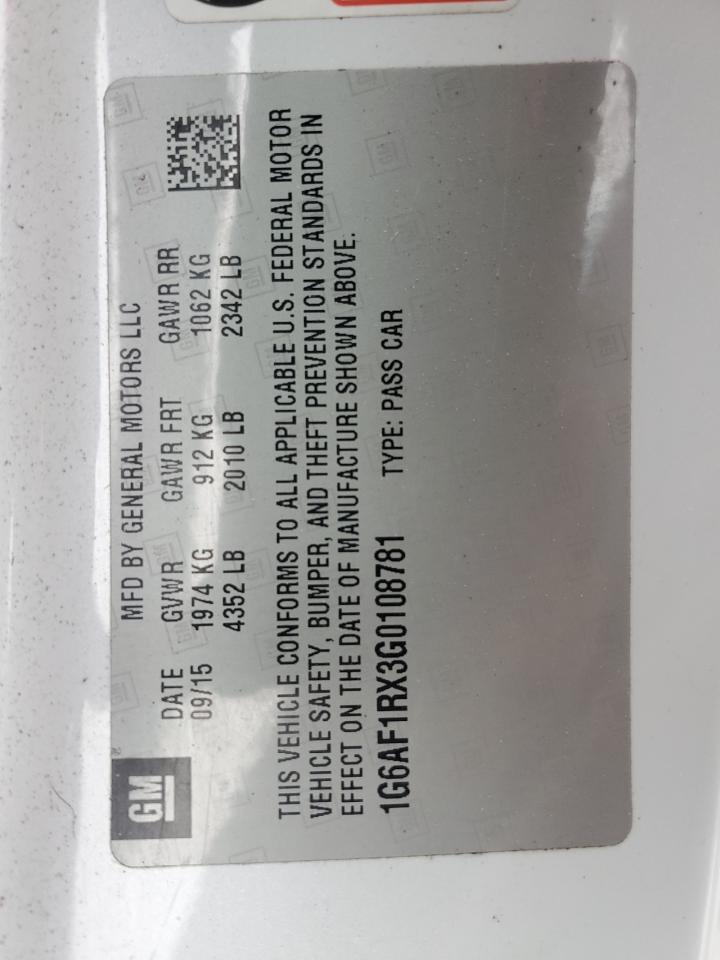 GM
MFD BY GENERAL MOTORS LLC
DATE GVWR GAWR FRT GAWR RR
09/15 1974 KG 912 KG 1062 KG
4352 LB 2010 LB 2342 LB
THIS VEHICLE CONFORMS TO ALL APPLICABLE U.S. FEDERAL MOTOR
VEHICLE SAFETY, BUMPER, AND THEFT PREVENTION STANDARDS IN
EFFECT ON THE DATE OF MANUFACTURE SHOWN ABOVE.
1G6AF1RX3G0108781 TYPE: PASS CAR